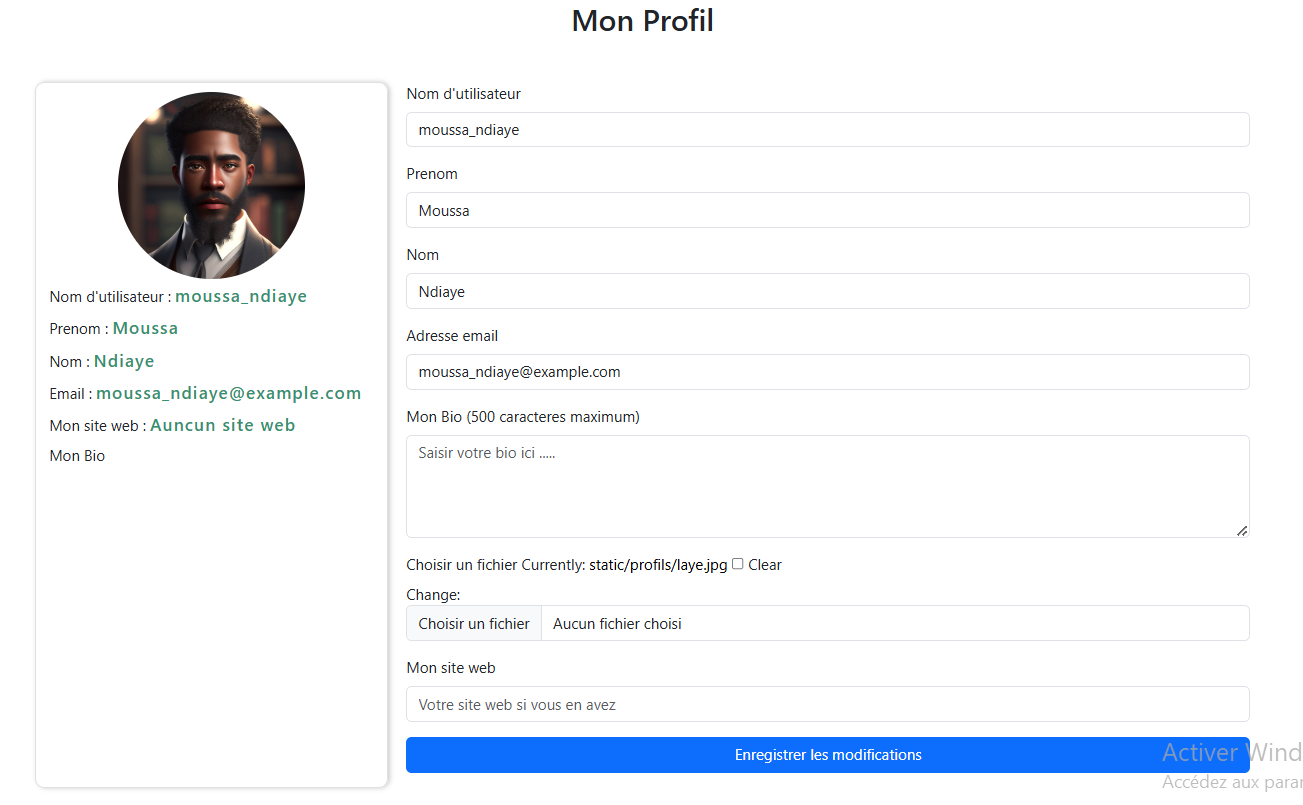 Mon Profil
Nom d'utilisateur : moussa_ndiaye
Prenom : Moussa
Nom : Ndiaye
Email : moussa_ndiaye@example.com
Mon site web : Auncun site web
Mon Bio
Nom d'utilisateur
moussa_ndiaye
Prenom
Moussa
Nom
Ndiaye
Adresse email
moussa_ndiaye@example.com
Mon Bio (500 caracteres maximum)
Saisir votre bio ici .....
Choisir un fichier Currently: static/profils/laye.jpg Clear
Change:
Choisir un fichier Aucun fichier choisi
Mon site web
Votre site web si vous en avez
Enregistrer les modifications
Activer Wind
Accédez aux parar